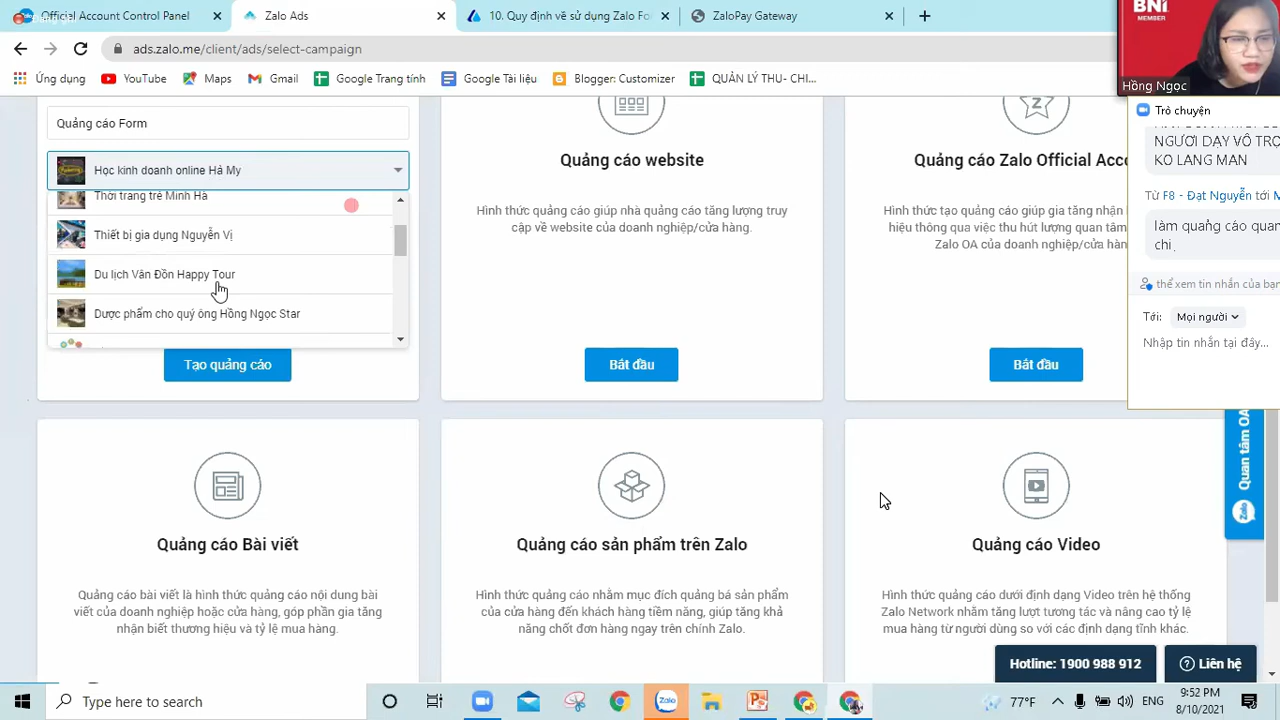 Official Account Control Panel
Zalo Ads
10. Quy định về sử dụng Zalo Fo
ZaloPay Gateway
ads.zalo.me/client/ads/select-campaign
Ứng dụng
YouTube
Maps
Gmail
Google Trang tính
Google Tài liệu
Blogger: Customizer
QUẢN LÝ THU- CHI...
BNI
MEMBER
Hồng Ngọc
Trò chuyện
NGƯỜI DẠY VÔ TRỌ
KO LANG MAN
Từ F8 - Đạt Nguyễn tới M
làm quảng cáo quan
chi
thể xem tin nhắn của bạn
Tới: Mọi người
Nhập tin nhắn tại đây...
Quảng cáo Form
Học kinh doanh online Hà My
Thời trang trẻ Minh Hà
Thiết bị gia dụng Nguyễn Vị
Du lịch Vân Đồn Happy Tour
Dược phẩm cho quý ông Hồng Ngọc Star
Tạo quảng cáo
Quảng cáo website
Hình thức quảng cáo giúp nhà quảng cáo tăng lượng truy
cập về website của doanh nghiệp/cửa hàng.
Bắt đầu
Quảng cáo Zalo Official Acco
Hình thức tạo quảng cáo giúp gia tăng nhận
hiệu thông qua việc thu hút lượng quan tâm
Zalo OA của doanh nghiệp/cửa hàng.
Bắt đầu
Quan tâm OA
Zalo
Quảng cáo Bài viết
Quảng cáo bài viết là hình thức quảng cáo nội dung bài
viết của doanh nghiệp hoặc cửa hàng, góp phần gia tăng
nhận biết thương hiệu và tỷ lệ mua hàng.
Quảng cáo sản phẩm trên Zalo
Hình thức quảng cáo nhằm mục đích quảng bá sản phẩm
của cửa hàng đến khách hàng tiềm năng, giúp tăng khả
năng chốt đơn hàng ngay trên chính Zalo.
Quảng cáo Video
Hình thức quảng cáo dưới định dạng Video trên hệ thống
Zalo Network nhằm tăng lượt tương tác và nâng cao tỷ lệ
mua hàng từ người dùng so với các định dạng tĩnh khác.
Hotline: 1900 988 912
Liên hệ
Type here to search
Zalo
77°F
ENG
9:52 PM
8/10/2021